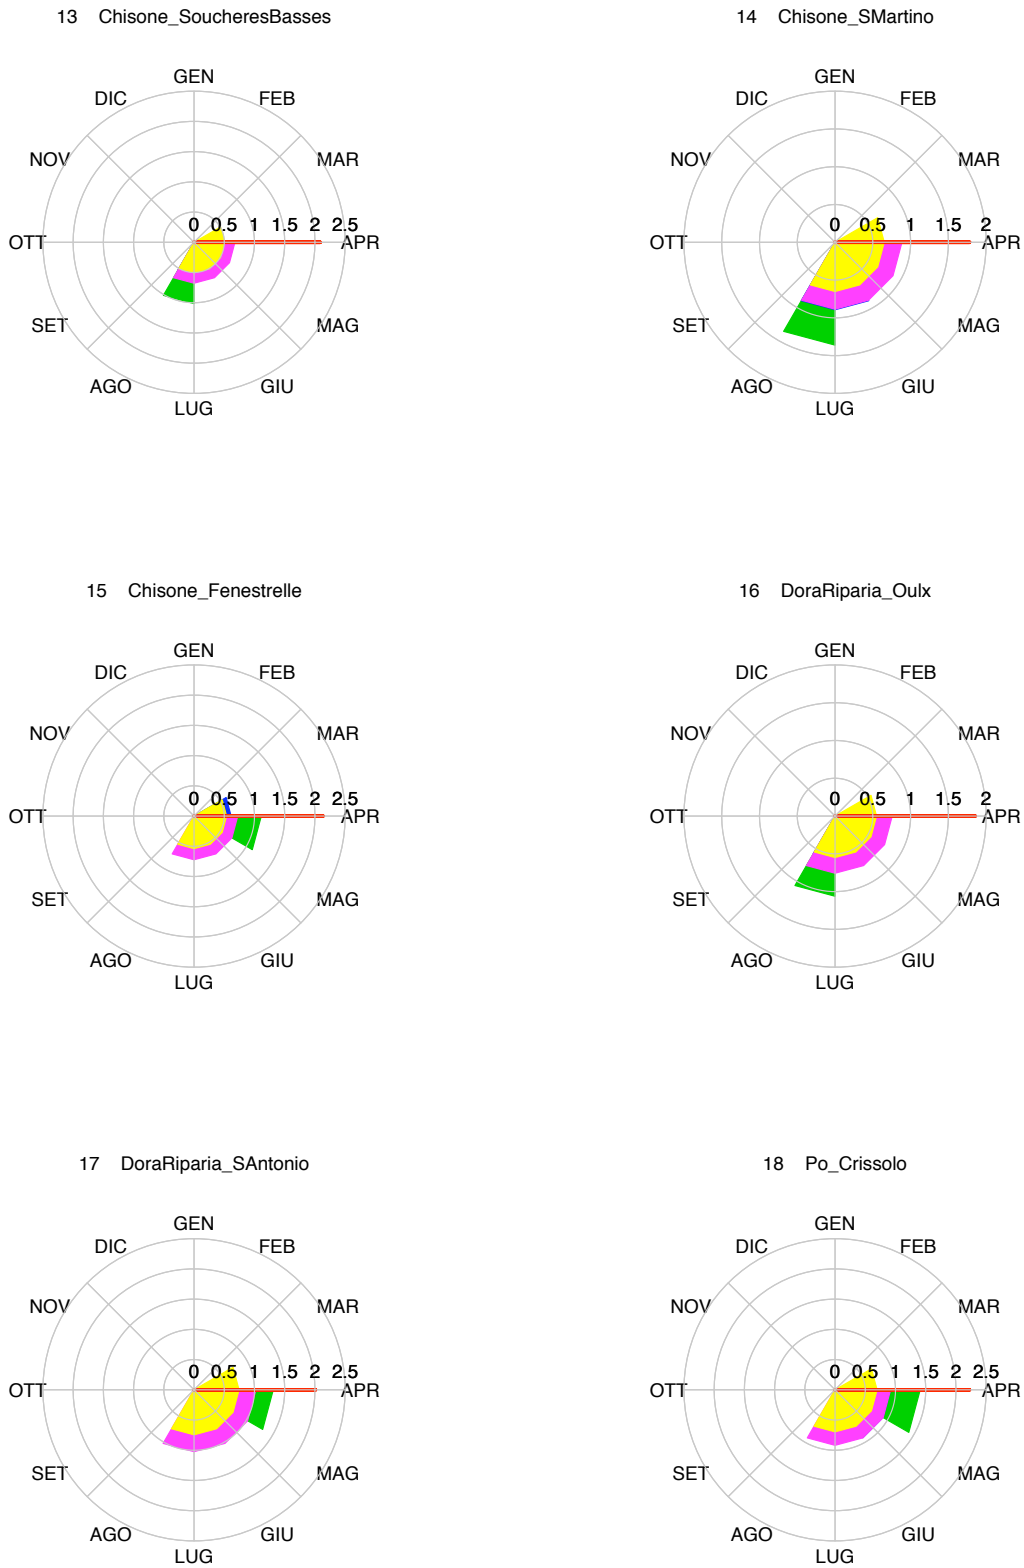 13 Chisone_SoucheresBasses
GEN
DIC FEB
NOV MAR
0 0.5 1 1.5 2 2.5
OTT APR
SET MAG
AGO GIU
LUG
14 Chisone_SMartino
GEN
DIC FEB
NOV MAR
0 0.5 1 1.5 2
OTT APR
SET MAG
AGO GIU
LUG
15 Chisone_Fenestrelle
GEN
DIC FEB
NOV MAR
0 0.5 1 1.5 2 2.5
OTT APR
SET MAG
AGO GIU
LUG
16 DoraRiparia_Oulx
GEN
DIC FEB
NOV MAR
0 0.5 1 1.5 2
OTT APR
SET MAG
AGO GIU
LUG
17 DoraRiparia_SAntonio
GEN
DIC FEB
NOV MAR
0 0.5 1 1.5 2 2.5
OTT APR
SET MAG
AGO GIU
LUG
18 Po_Crissolo
GEN
DIC FEB
NOV MAR
0 0.5 1 1.5 2 2.5
OTT APR
SET MAG
AGO GIU
LUG